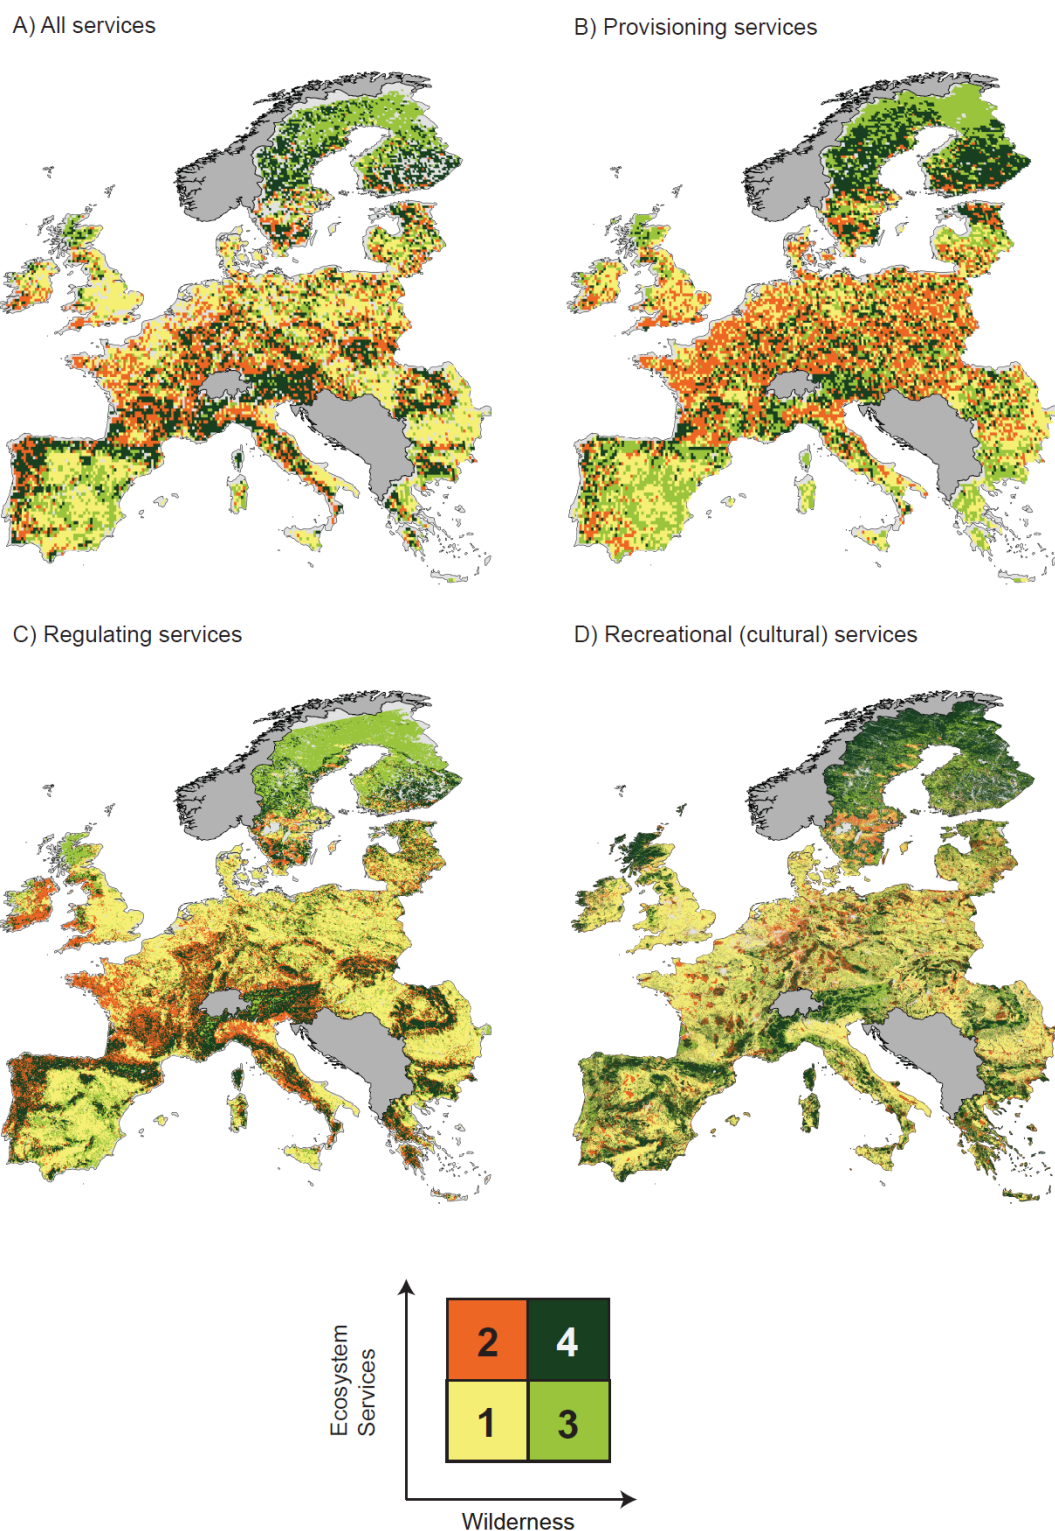 A) All services
B) Provisioning services
C) Regulating services
D) Recreational (cultural) services
Ecosystem
Services
2
4
1
3
Wilderness